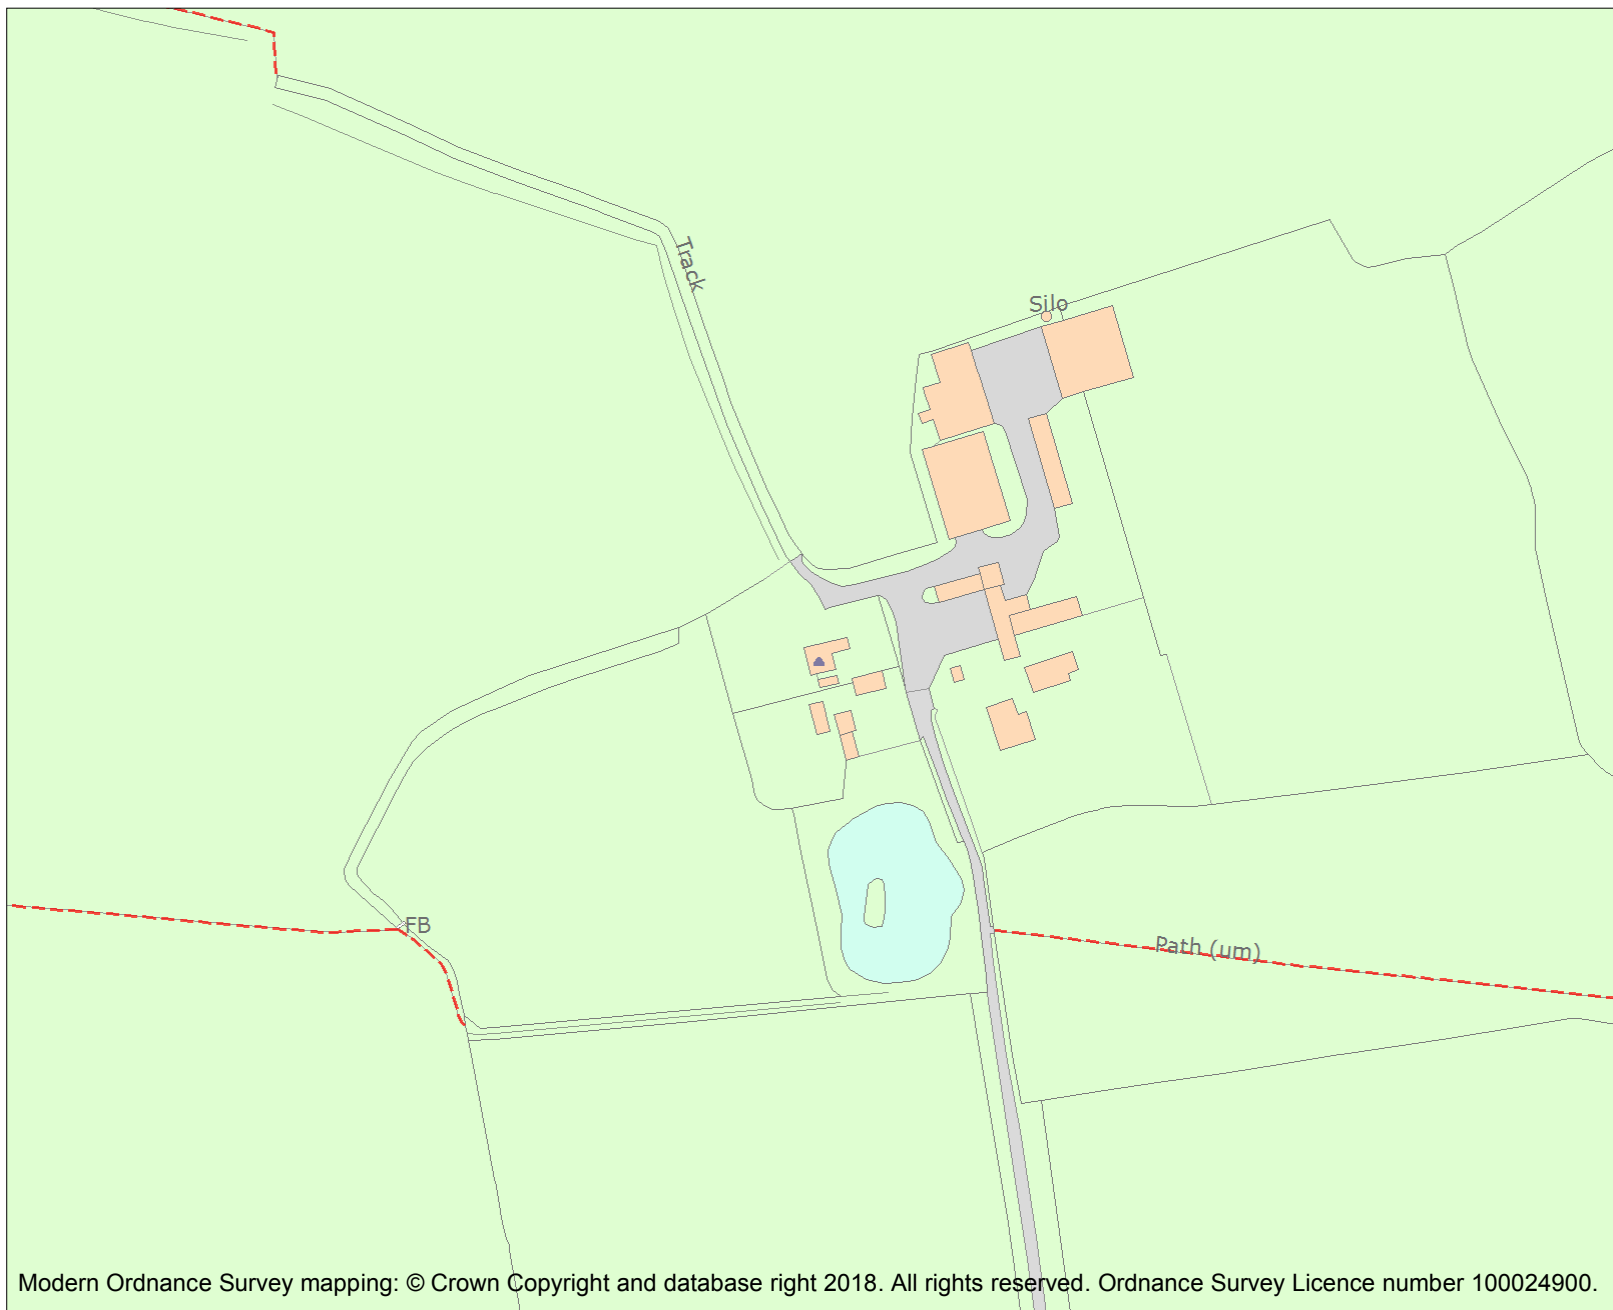 Track
Silo
FB
Path (um)
Modern Ordnance Survey mapping: © Crown Copyright and database right 2018. All rights reserved. Ordnance Survey Licence number 100024900.